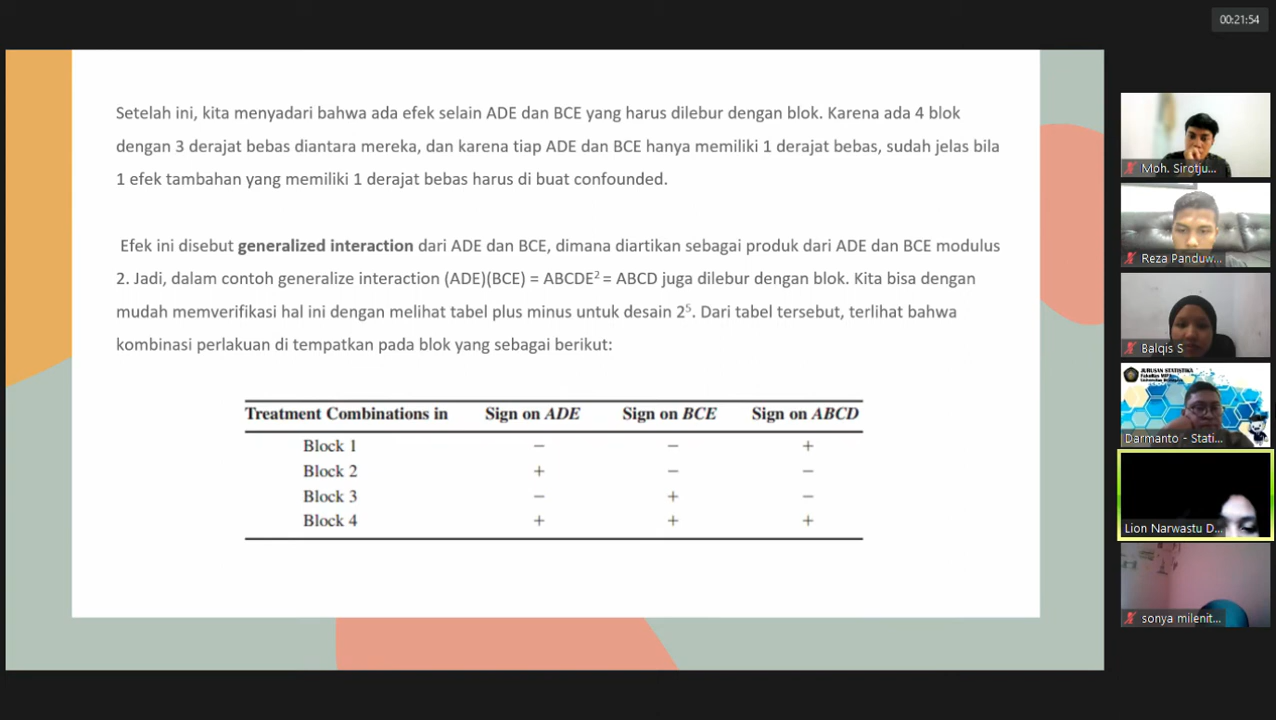 00:21:54
Setelah ini, kita menyadari bahwa ada efek selain ADE dan BCE yang harus dilebur dengan blok. Karena ada 4 blok
dengan 3 derajat bebas diantara mereka, dan karena tiap ADE dan BCE hanya memiliki 1 derajat bebas, sudah jelas bila
1 efek tambahan yang memiliki 1 derajat bebas harus di buat confounded.
Efek ini disebut generalized interaction dari ADE dan BCE, dimana diartikan sebagai produk dari ADE dan BCE modulus
2. Jadi, dalam contoh generalize interaction (ADE)(BCE) = ABCDE² = ABCD juga dilebur dengan blok. Kita bisa dengan
mudah memverifikasi hal ini dengan melihat tabel plus minus untuk desain 2⁵. Dari tabel tersebut, terlihat bahwa
kombinasi perlakuan di tempatkan pada blok yang sebagai berikut:
Treatment Combinations in Sign on ADE Sign on BCE Sign on ABCD
Block 1 − − +
Block 2 + − −
Block 3 − + −
Block 4 + + +
Moh. Sirotju...
Reza Panduw...
Balqis S
JURUSAN STATISTIKA
Fakultas MIPA
Darmanto - Stati...
Lion Narwastu D...
sonya milenit...